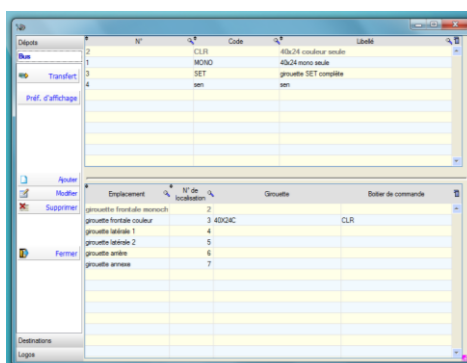 Dépots
Bus
Transfert
Préf. d'affichage
Ajouter
Modifier
Supprimer
Fermer
Destinations
Logos
N° Code Libellé
2 CLR 40x24 couleur seule
1 MONO 40x24 mono seule
3 SET girouette SET complète
4 sen sen
Emplacement N° de localisation Girouette Boitier de commande
girouette frontale monoch 2
girouette frontale couleur 3 40X24C CLR
girouette latérale 1 4
girouette latérale 2 5
girouette arrière 6
girouette annexe 7